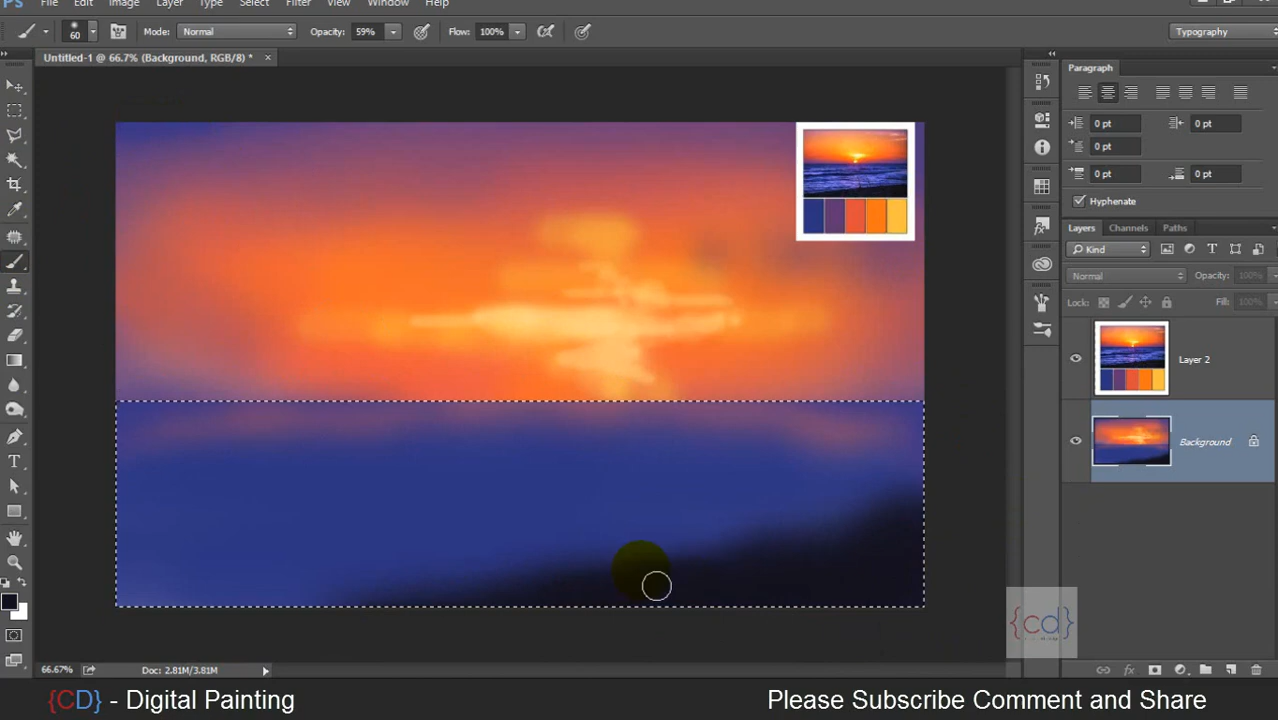 PS File Edit Image Layer Type Select Filter View Window Help
60 Mode: Normal Opacity: 59% Flow: 100% Typography
Untitled-1 @ 66.7% (Background, RGB/8) * ×
Paragraph
0 pt 0 pt
0 pt
0 pt 0 pt
Hyphenate
Layers Channels Paths
Kind
Normal Opacity: 100%
Lock: Fill: 100%
Layer 2
Background
{cd}
66.67% Doc: 2.81M/3.81M
{CD} - Digital Painting Please Subscribe Comment and Share